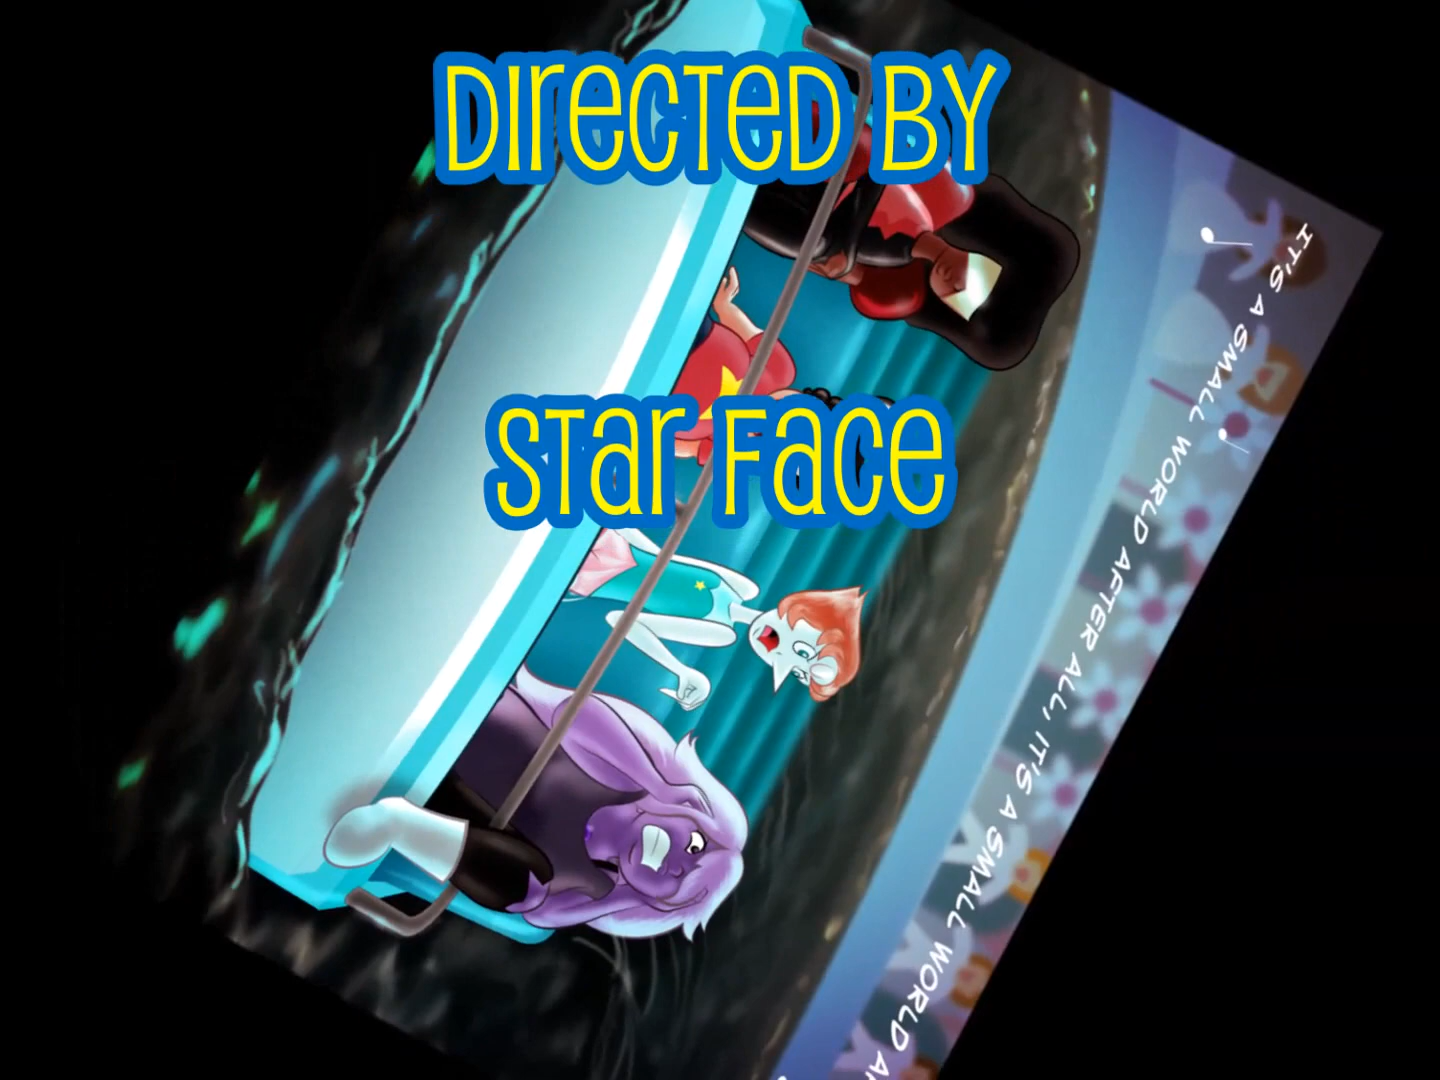 DIRECTED BY
STAR FACE
IT'S A SMALL WORLD AFTER ALL, IT'S A SMALL WORLD